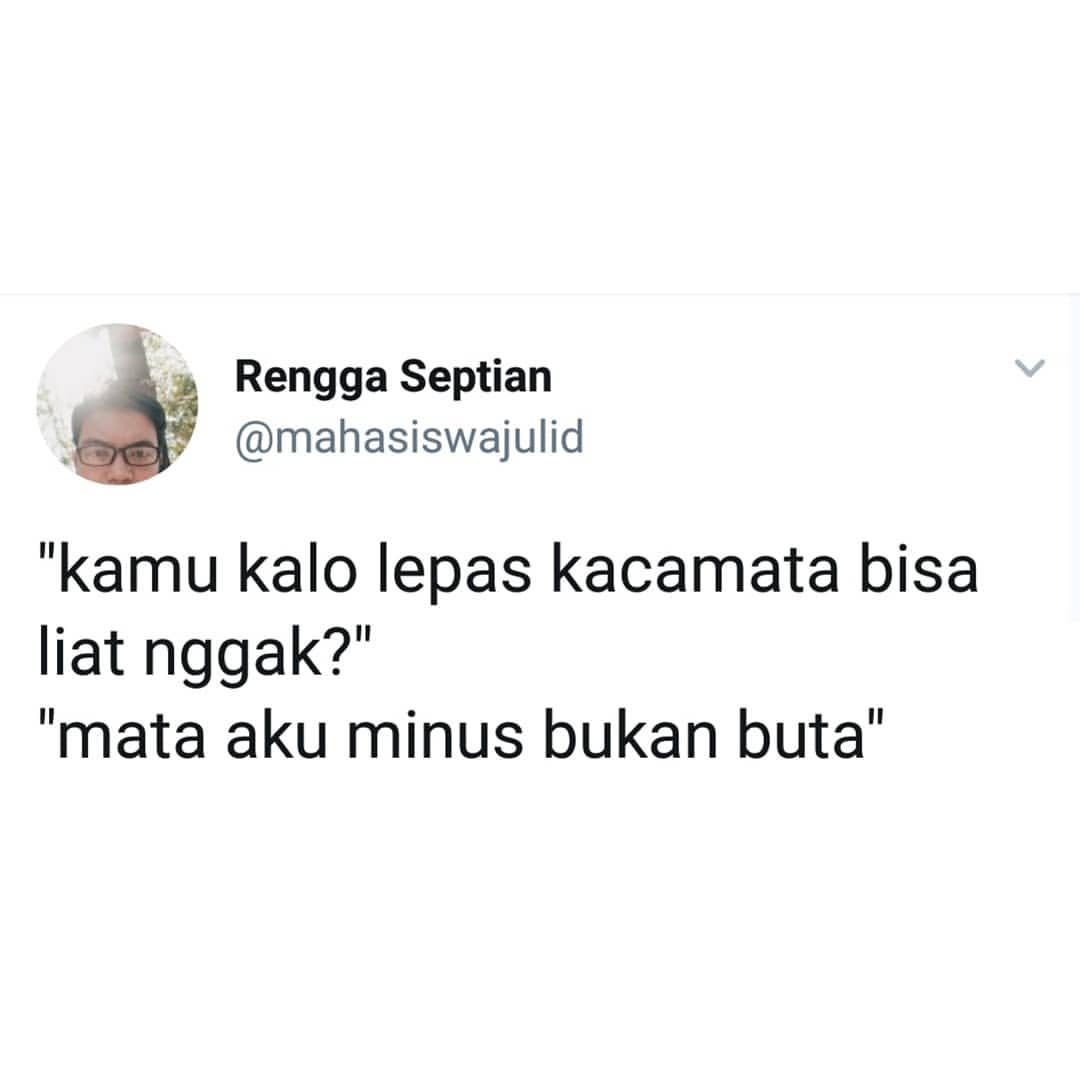 Rengga Septian
@mahasiswajulid
"kamu kalo lepas kacamata bisa
liat nggak?"
"mata aku minus bukan buta"